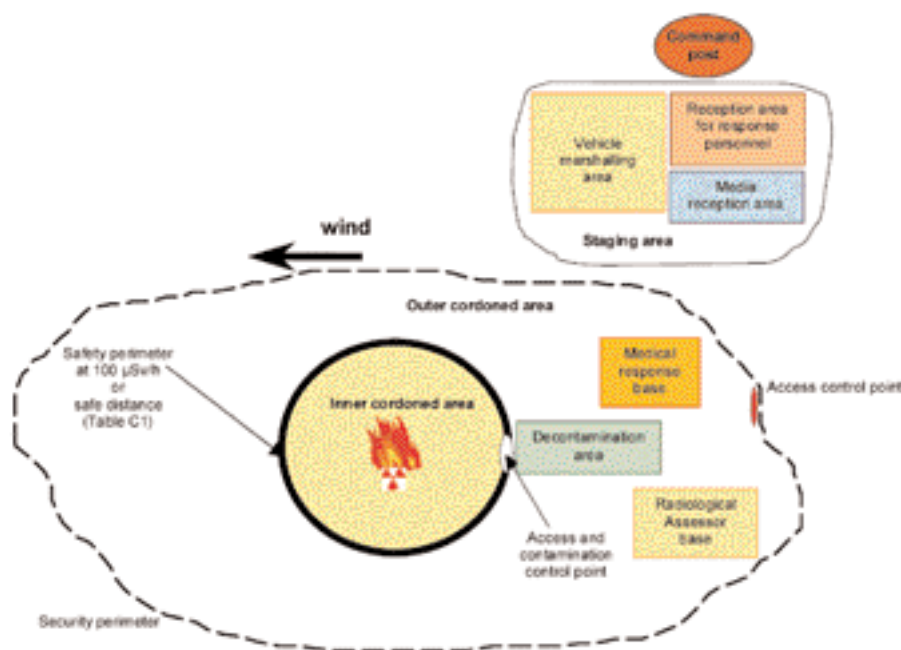 Command
post
Vehicle
marshalling
area
Reception area
for response
personnel
Media
reception area
Staging area
wind
Outer cordoned area
Safety perimeter
at 100 µSv/h
or
safe distance
(Table C1)
Inner cordoned area
Medical
response
base
Access control point
Decontamination
area
Radiological
Assessor
base
Access and
contamination
control point
Security perimeter